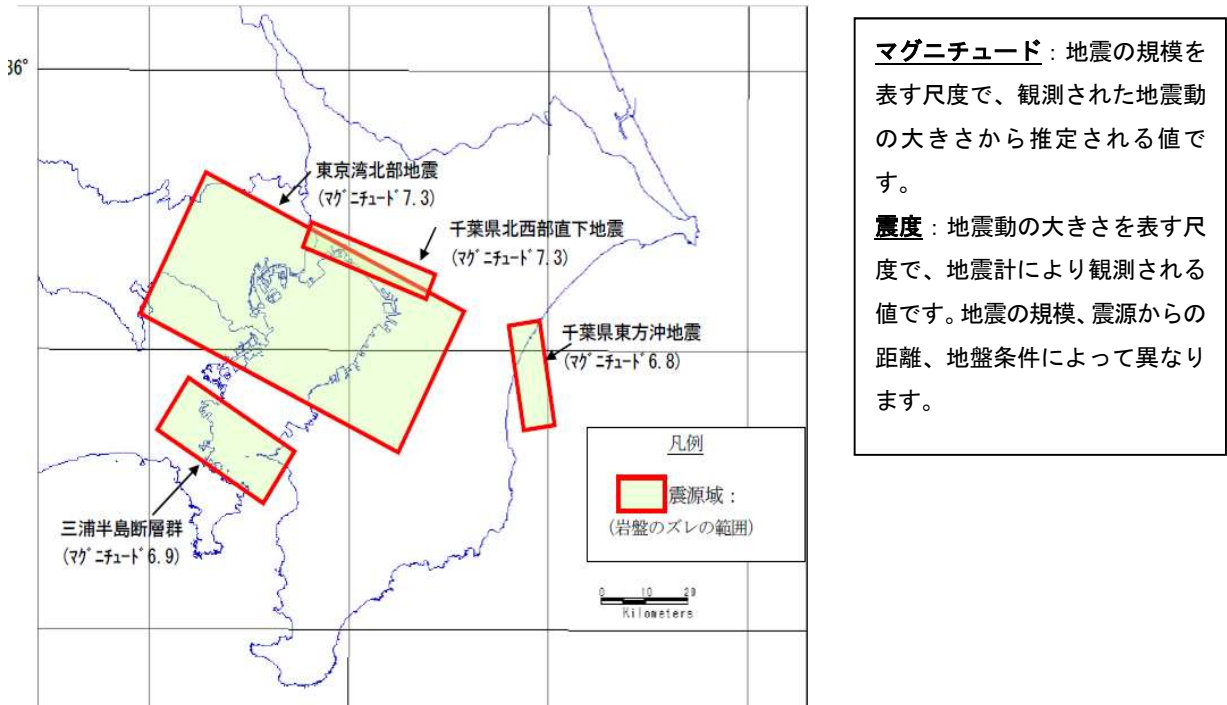 36°
東京湾北部地震
(ﾏｸﾞﾆﾁｭｰﾄﾞ7.3)
千葉県北西部直下地震
(ﾏｸﾞﾆﾁｭｰﾄﾞ7.3)
千葉県東方沖地震
(ﾏｸﾞﾆﾁｭｰﾄﾞ6.8)
三浦半島断層群
(ﾏｸﾞﾆﾁｭｰﾄﾞ6.9)
凡例
震源域：
(岩盤のズレの範囲)
0 10 20
Kilometers
マグニチュード：地震の規模を
表す尺度で、観測された地震動
の大きさから推定される値で
す。
震度：地震動の大きさを表す尺
度で、地震計により観測される
値です。地震の規模、震源からの
距離、地盤条件によって異なり
ます。